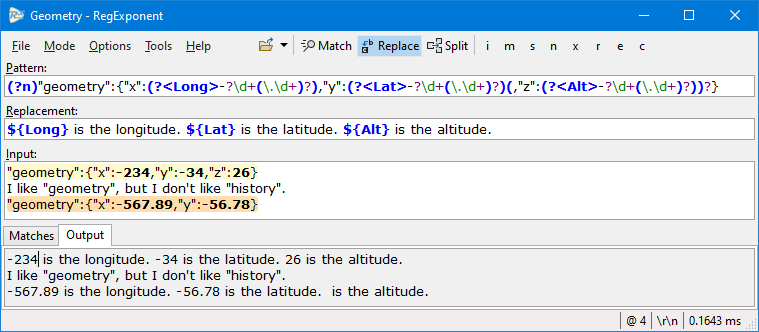 Geometry - RegExponent
File Mode Options Tools Help Match Replace Split i m s n x r e c
Pattern:
(?n)"geometry":{"x":(?<Long>-?\d+(\.\d+)?),"y":(?<Lat>-?\d+(\.\d+)?)(,"z":(?<Alt>-?\d+(\.\d+)?))?}
Replacement:
${Long} is the longitude. ${Lat} is the latitude. ${Alt} is the altitude.
Input:
"geometry":{"x":-234,"y":-34,"z":26}
I like "geometry", but I don't like "history".
"geometry":{"x":-567.89,"y":-56.78}
Matches Output
-234 is the longitude. -34 is the latitude. 26 is the altitude.
I like "geometry", but I don't like "history".
-567.89 is the longitude. -56.78 is the latitude.  is the altitude.
@ 4 \r\n 0.1643 ms